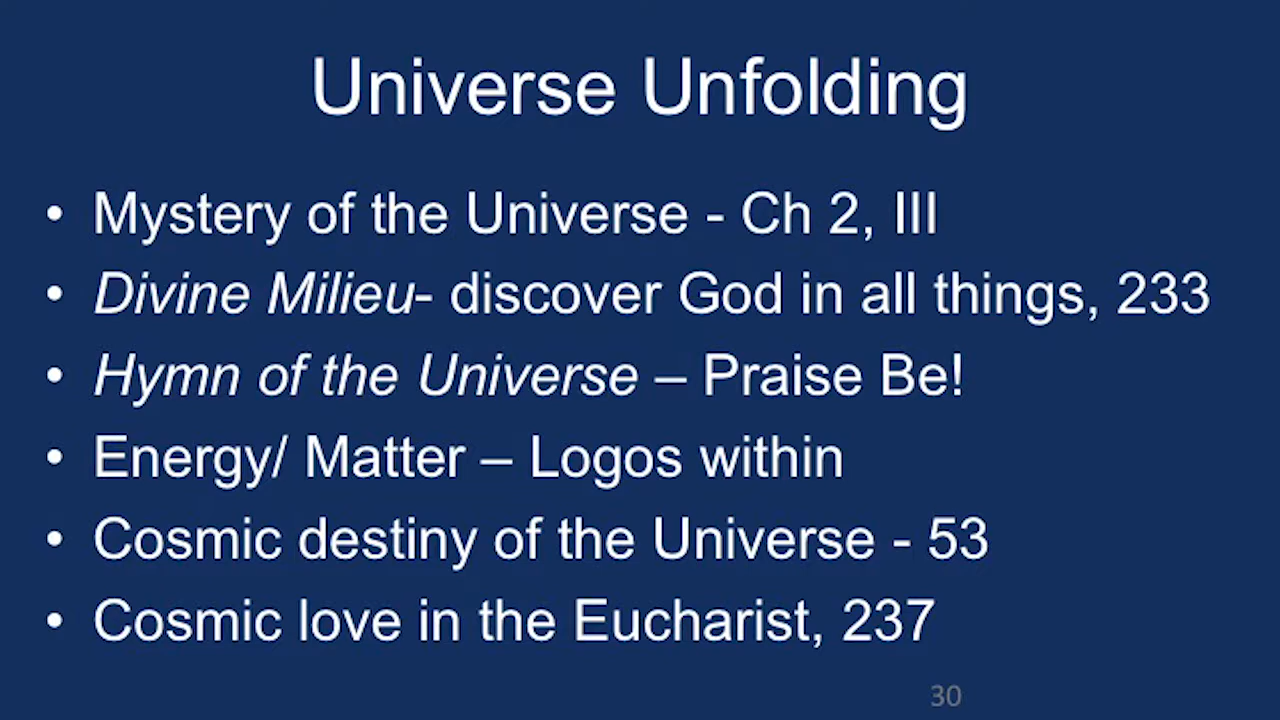 Universe Unfolding
• Mystery of the Universe - Ch 2, III
• Divine Milieu- discover God in all things, 233
• Hymn of the Universe – Praise Be!
• Energy/ Matter – Logos within
• Cosmic destiny of the Universe - 53
• Cosmic love in the Eucharist, 237
30